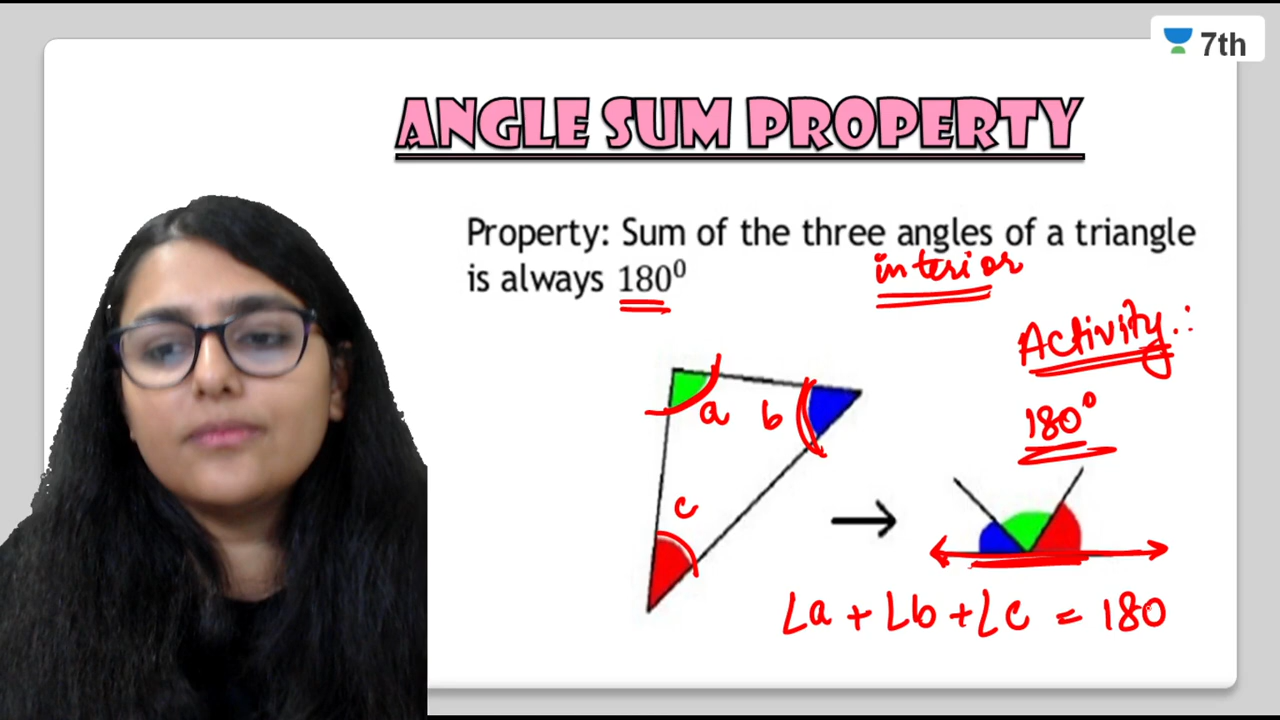 7th
ANGLE SUM PROPERTY
Property: Sum of the three angles of a triangle
is always 180⁰
interior
Activity:
180°
a
b
c
∠a + ∠b + ∠c = 180